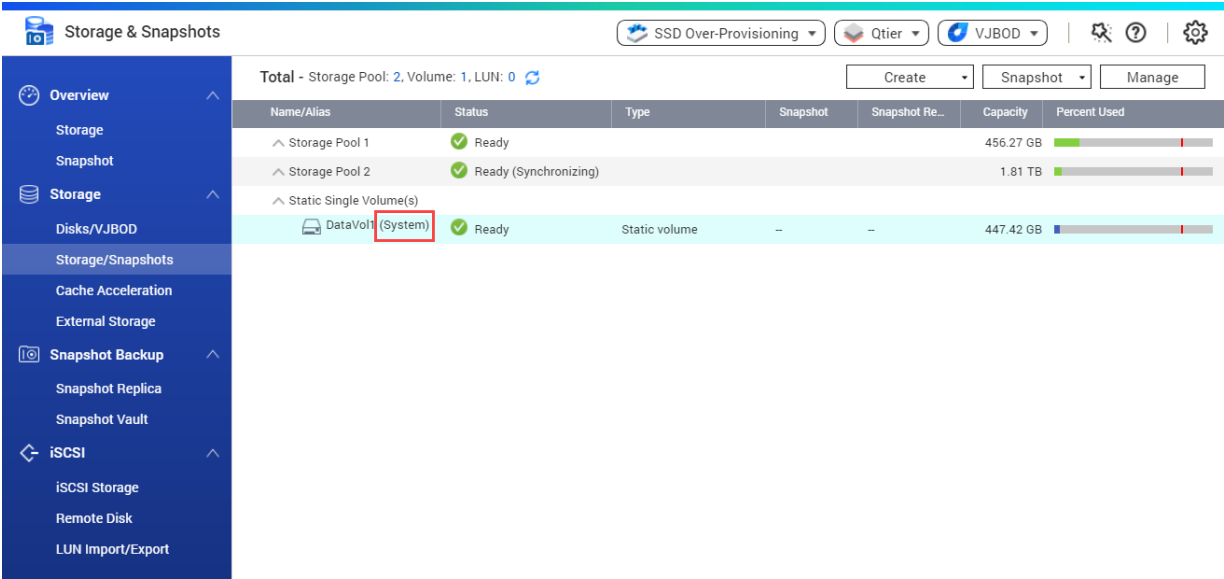 Storage & Snapshots
SSD Over-Provisioning
Qtier
VJBOD
Overview
Storage
Snapshot
Storage
Disks/VJBOD
Storage/Snapshots
Cache Acceleration
External Storage
Snapshot Backup
Snapshot Replica
Snapshot Vault
iSCSI
iSCSI Storage
Remote Disk
LUN Import/Export
Total - Storage Pool: 2, Volume: 1, LUN: 0
Create
Snapshot
Manage
Name/Alias Status Type Snapshot Snapshot Re... Capacity Percent Used
Storage Pool 1 Ready 456.27 GB
Storage Pool 2 Ready (Synchronizing) 1.81 TB
Static Single Volume(s)
DataVol1 (System) Ready Static volume -- -- 447.42 GB